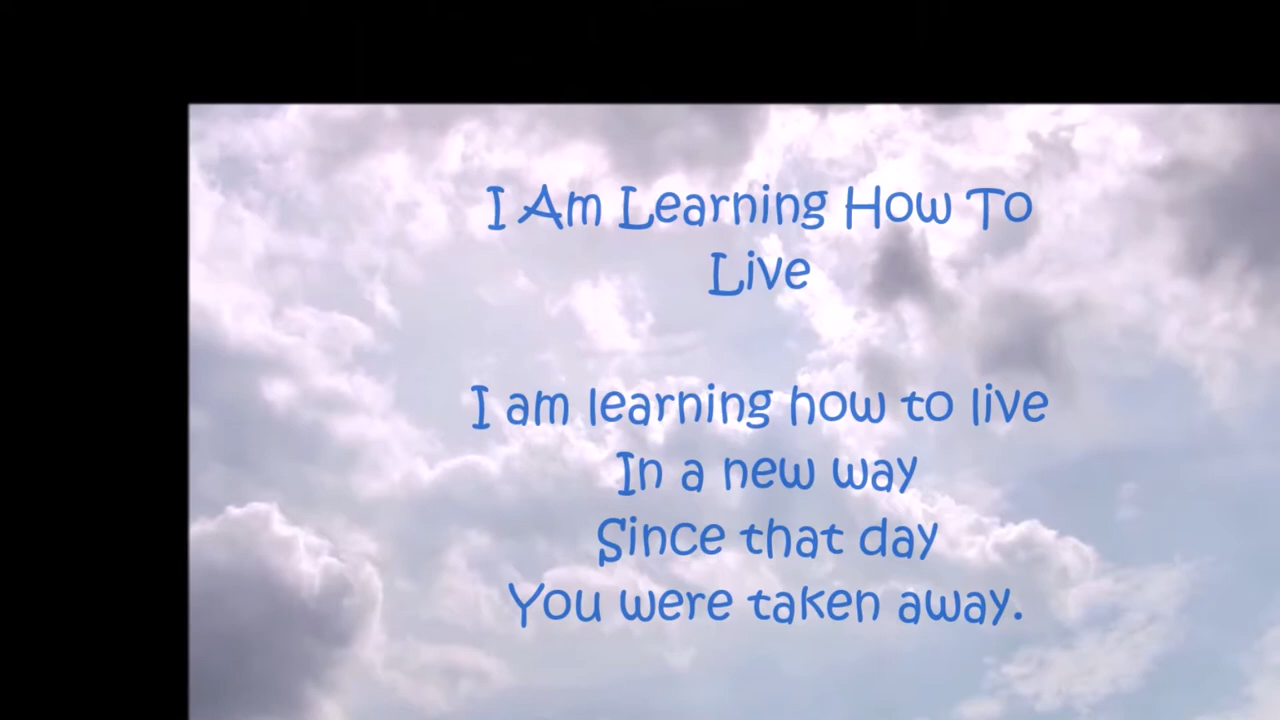 I Am Learning How To
Live
I am learning how to live
In a new way
Since that day
You were taken away.